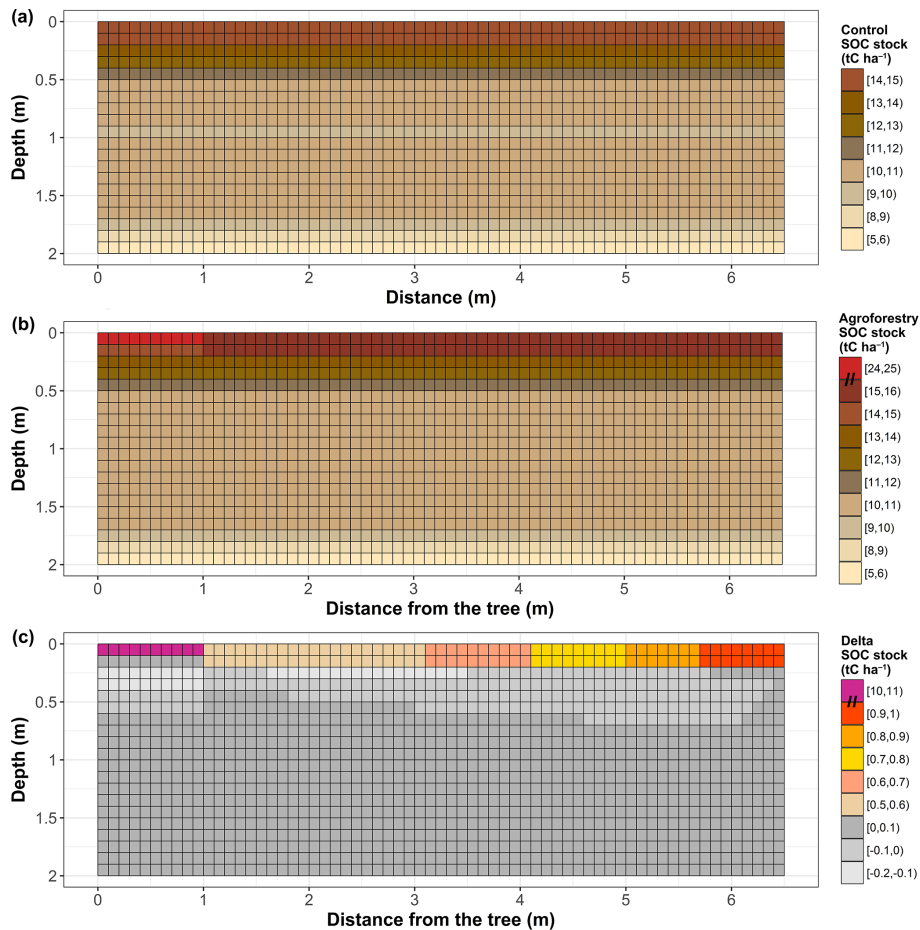 (a)
0
0.5
1
1.5
2
Depth (m)
0 1 2 3 4 5 6
Distance (m)
Control
SOC stock
(tC ha⁻¹)
[14,15)
[13,14)
[12,13)
[11,12)
[10,11)
[9,10)
[8,9)
[5,6)
(b)
0
0.5
1
1.5
2
Depth (m)
0 1 2 3 4 5 6
Distance from the tree (m)
Agroforestry
SOC stock
(tC ha⁻¹)
[24,25)
//
[15,16)
[14,15)
[13,14)
[12,13)
[11,12)
[10,11)
[9,10)
[8,9)
[5,6)
(c)
0
0.5
1
1.5
2
Depth (m)
0 1 2 3 4 5 6
Distance from the tree (m)
Delta
SOC stock
(tC ha⁻¹)
[10,11)
//
[0.9,1)
[0.8,0.9)
[0.7,0.8)
[0.6,0.7)
[0.5,0.6)
[0,0.1)
[-0.1,0)
[-0.2,-0.1)